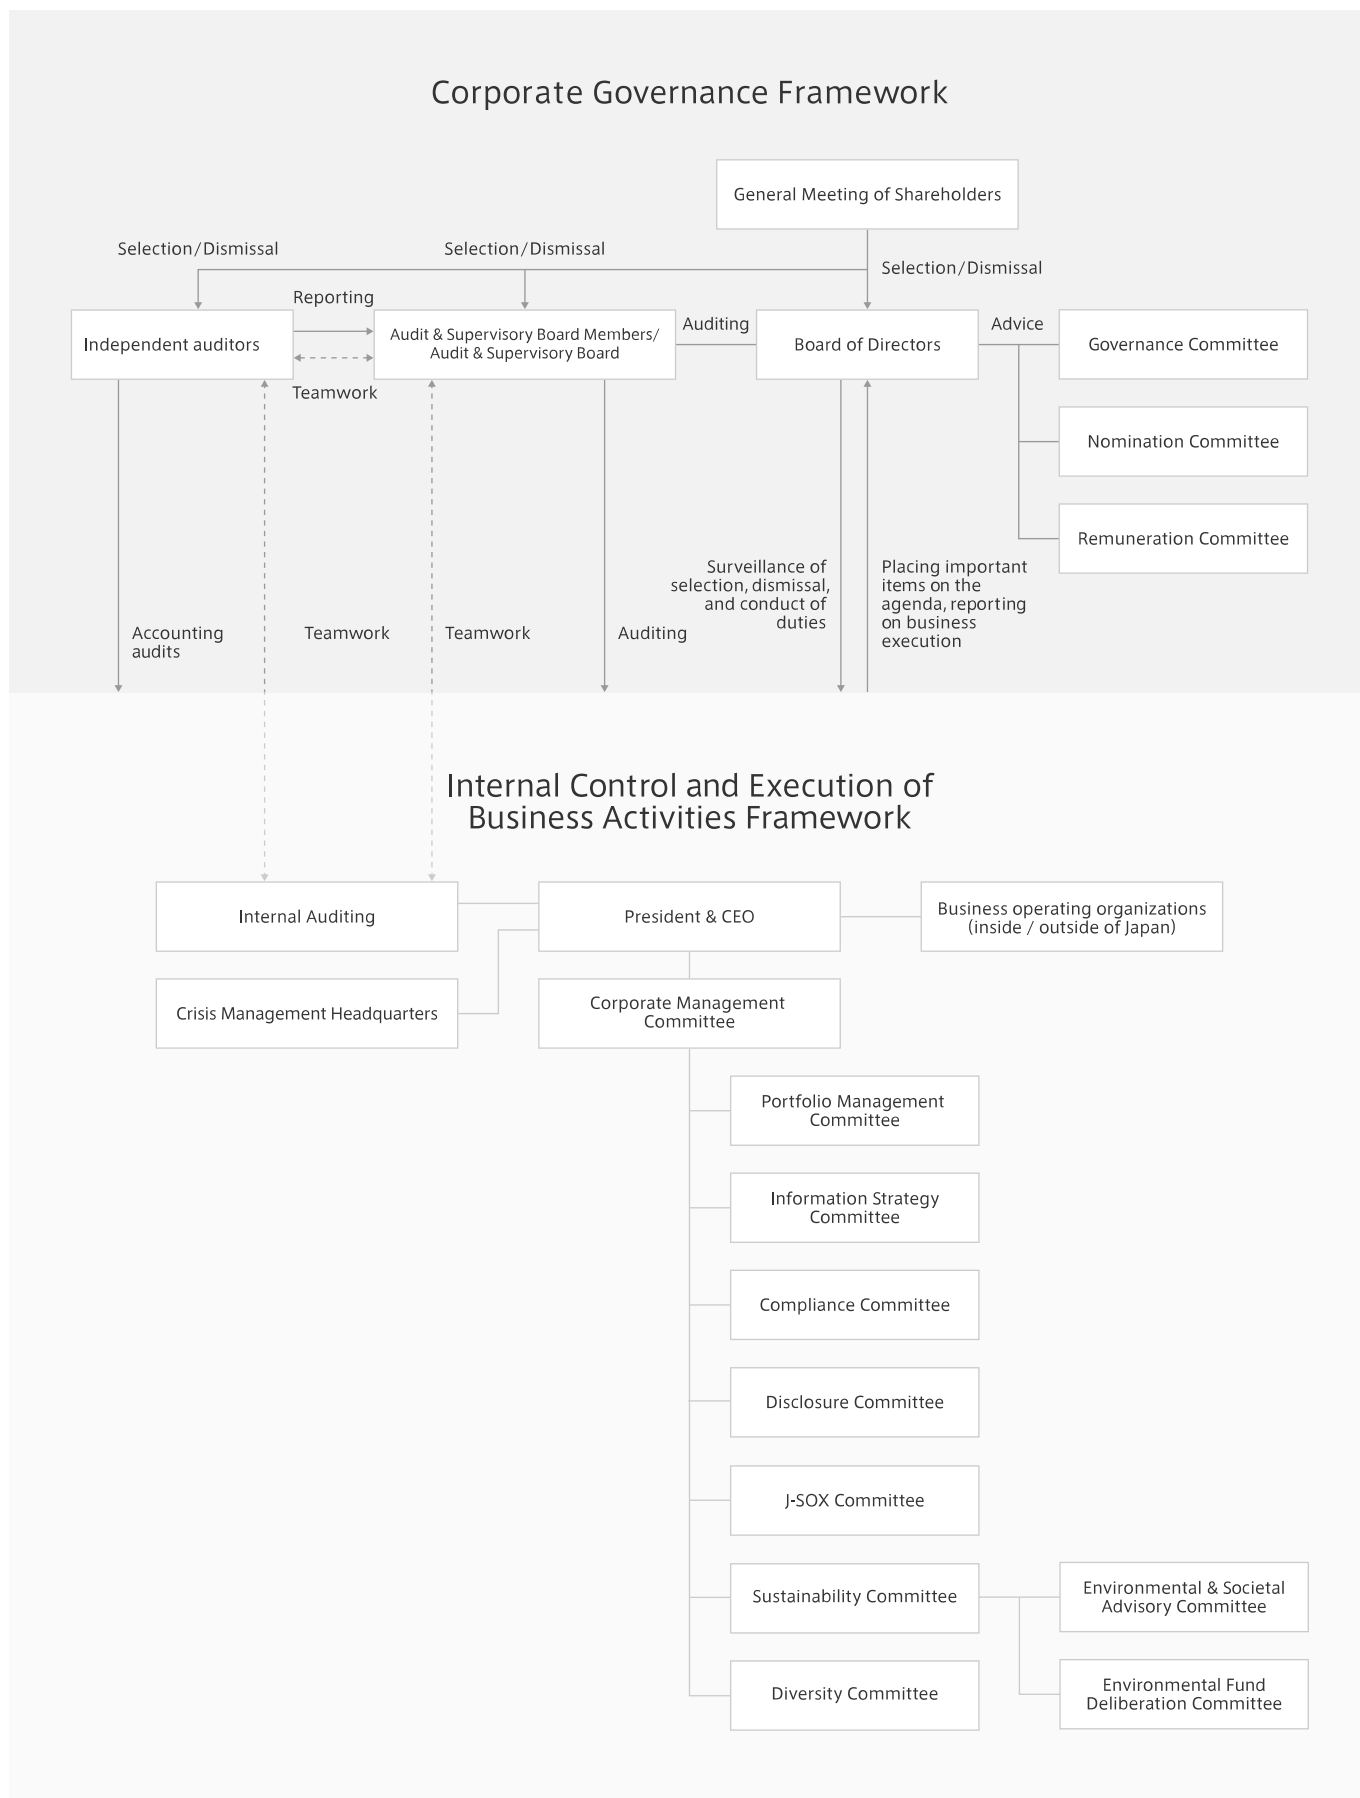 Corporate Governance Framework
General Meeting of Shareholders
Selection/Dismissal
Selection/Dismissal
Selection/Dismissal
Reporting
Independent auditors
Audit & Supervisory Board Members/
Audit & Supervisory Board
Auditing
Board of Directors
Advice
Governance Committee
Teamwork
Nomination Committee
Remuneration Committee
Accounting
audits
Teamwork
Teamwork
Auditing
Surveillance of
selection, dismissal,
and conduct of
duties
Placing important
items on the
agenda, reporting
on business
execution
Internal Control and Execution of
Business Activities Framework
Internal Auditing
President & CEO
Business operating organizations
(inside / outside of Japan)
Crisis Management Headquarters
Corporate Management
Committee
Portfolio Management
Committee
Information Strategy
Committee
Compliance Committee
Disclosure Committee
J-SOX Committee
Sustainability Committee
Environmental & Societal
Advisory Committee
Diversity Committee
Environmental Fund
Deliberation Committee